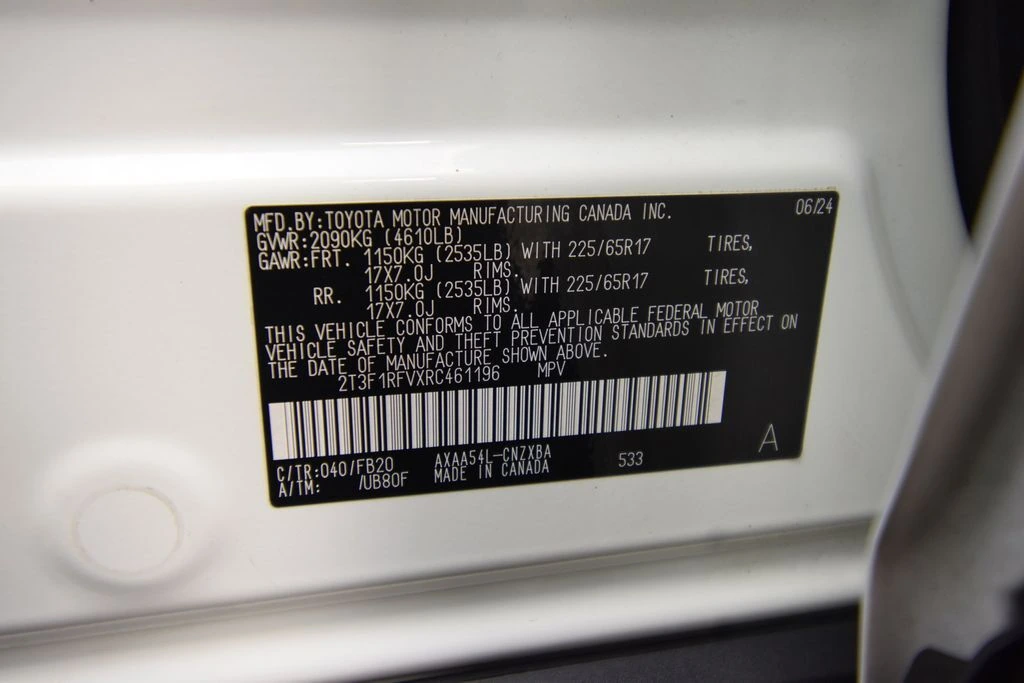 MFD.BY:TOYOTA MOTOR MANUFACTURING CANADA INC. 06/24
GVWR:2090KG (4610LB)
GAWR:FRT. 1150KG (2535LB) WITH 225/65R17 TIRES,
17X7.0J RIMS.
RR. 1150KG (2535LB) WITH 225/65R17 TIRES,
17X7.0J RIMS.
THIS VEHICLE CONFORMS TO ALL APPLICABLE FEDERAL MOTOR
VEHICLE SAFETY AND THEFT PREVENTION STANDARDS IN EFFECT ON
THE DATE OF MANUFACTURE SHOWN ABOVE.
2T3F1RFVXRC461196 MPV
A
C/TR:040/FB20 AXAA54L-CNZXBA 533
A/TM: /UB80F MADE IN CANADA